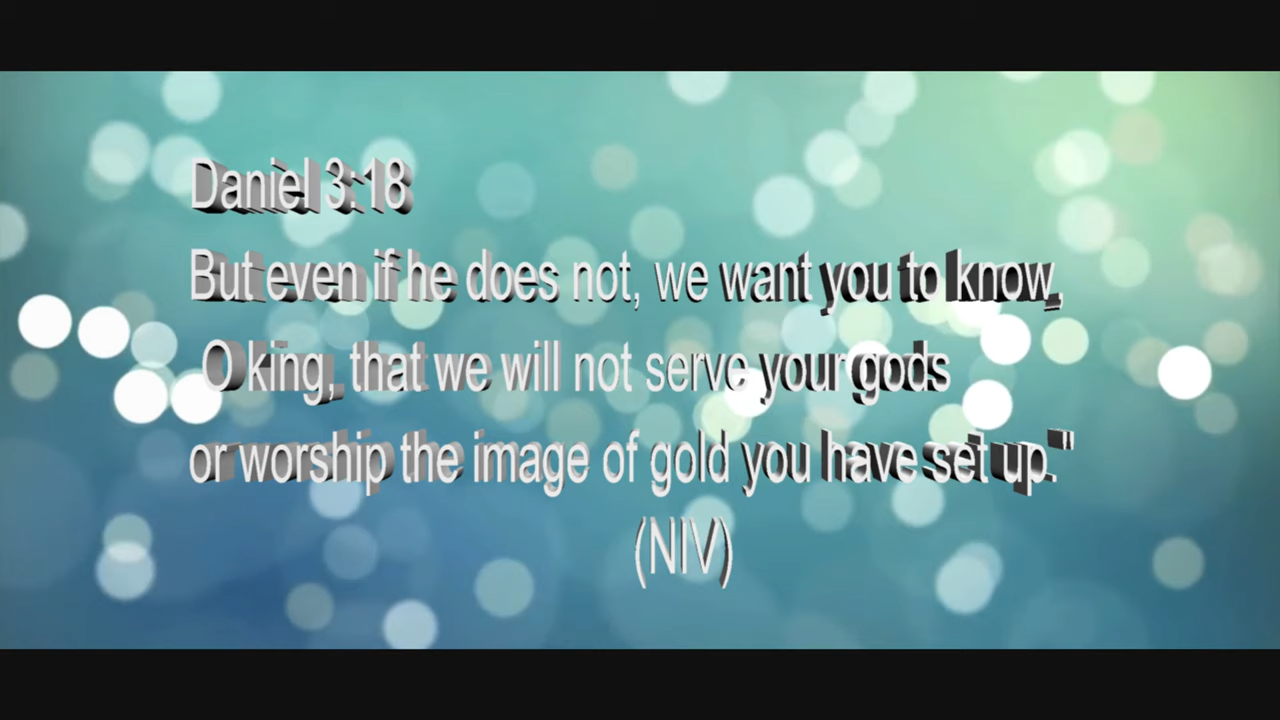 Daniel 3:18
But even if he does not, we want you to know,
O king, that we will not serve your gods
or worship the image of gold you have set up."
(NIV)